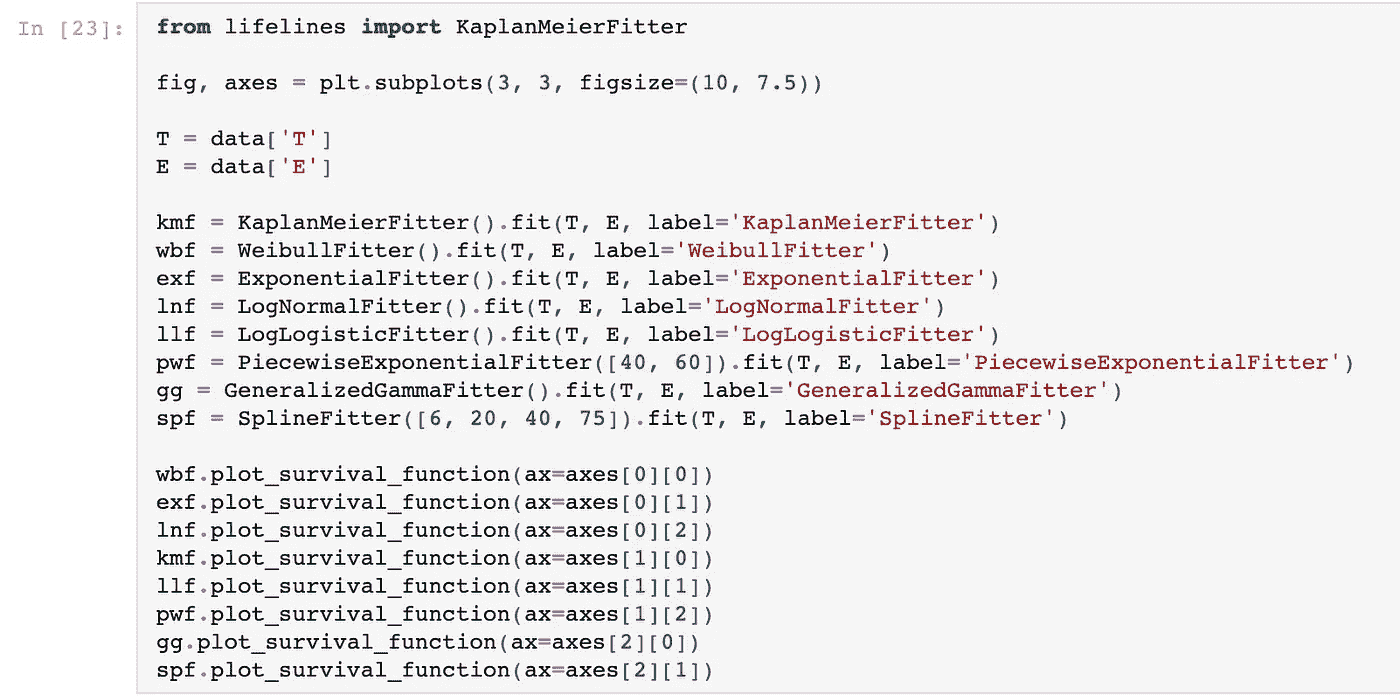 In [23]:
from lifelines import KaplanMeierFitter
fig, axes = plt.subplots(3, 3, figsize=(10, 7.5))
T = data['T']
E = data['E']
kmf = KaplanMeierFitter().fit(T, E, label='KaplanMeierFitter')
wbf = WeibullFitter().fit(T, E, label='WeibullFitter')
exf = ExponentialFitter().fit(T, E, label='ExponentialFitter')
lnf = LogNormalFitter().fit(T, E, label='LogNormalFitter')
llf = LogLogisticFitter().fit(T, E, label='LogLogisticFitter')
pwf = PiecewiseExponentialFitter([40, 60]).fit(T, E, label='PiecewiseExponentialFitter')
gg = GeneralizedGammaFitter().fit(T, E, label='GeneralizedGammaFitter')
spf = SplineFitter([6, 20, 40, 75]).fit(T, E, label='SplineFitter')
wbf.plot_survival_function(ax=axes[0][0])
exf.plot_survival_function(ax=axes[0][1])
lnf.plot_survival_function(ax=axes[0][2])
kmf.plot_survival_function(ax=axes[1][0])
llf.plot_survival_function(ax=axes[1][1])
pwf.plot_survival_function(ax=axes[1][2])
gg.plot_survival_function(ax=axes[2][0])
spf.plot_survival_function(ax=axes[2][1])